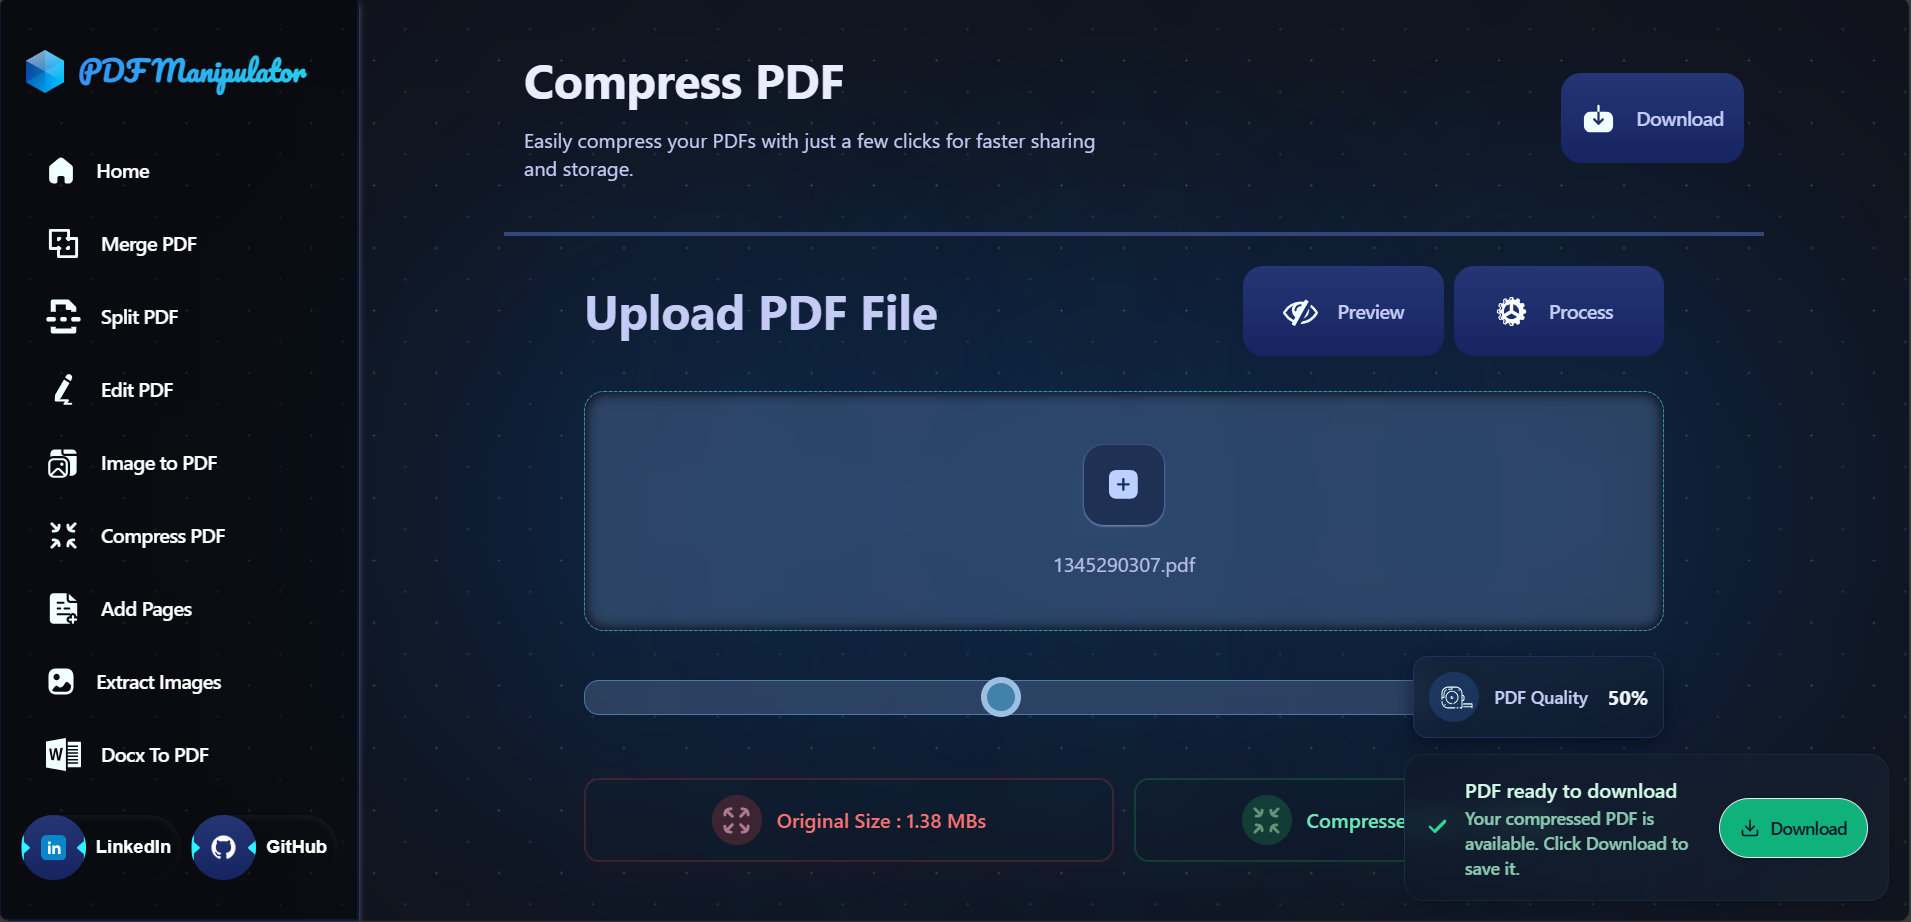 PDF Manipulator
Home
Merge PDF
Split PDF
Edit PDF
Image to PDF
Compress PDF
Add Pages
Extract Images
W
Docx To PDF
in
LinkedIn
GitHub
Compress PDF
Easily compress your PDFs with just a few clicks for faster sharing
and storage.
Download
Upload PDF File
Preview
Process
1345290307.pdf
PDF Quality 50%
Original Size : 1.38 MBs
Compresse
PDF ready to download
Your compressed PDF is
available. Click Download to
save it.
Download